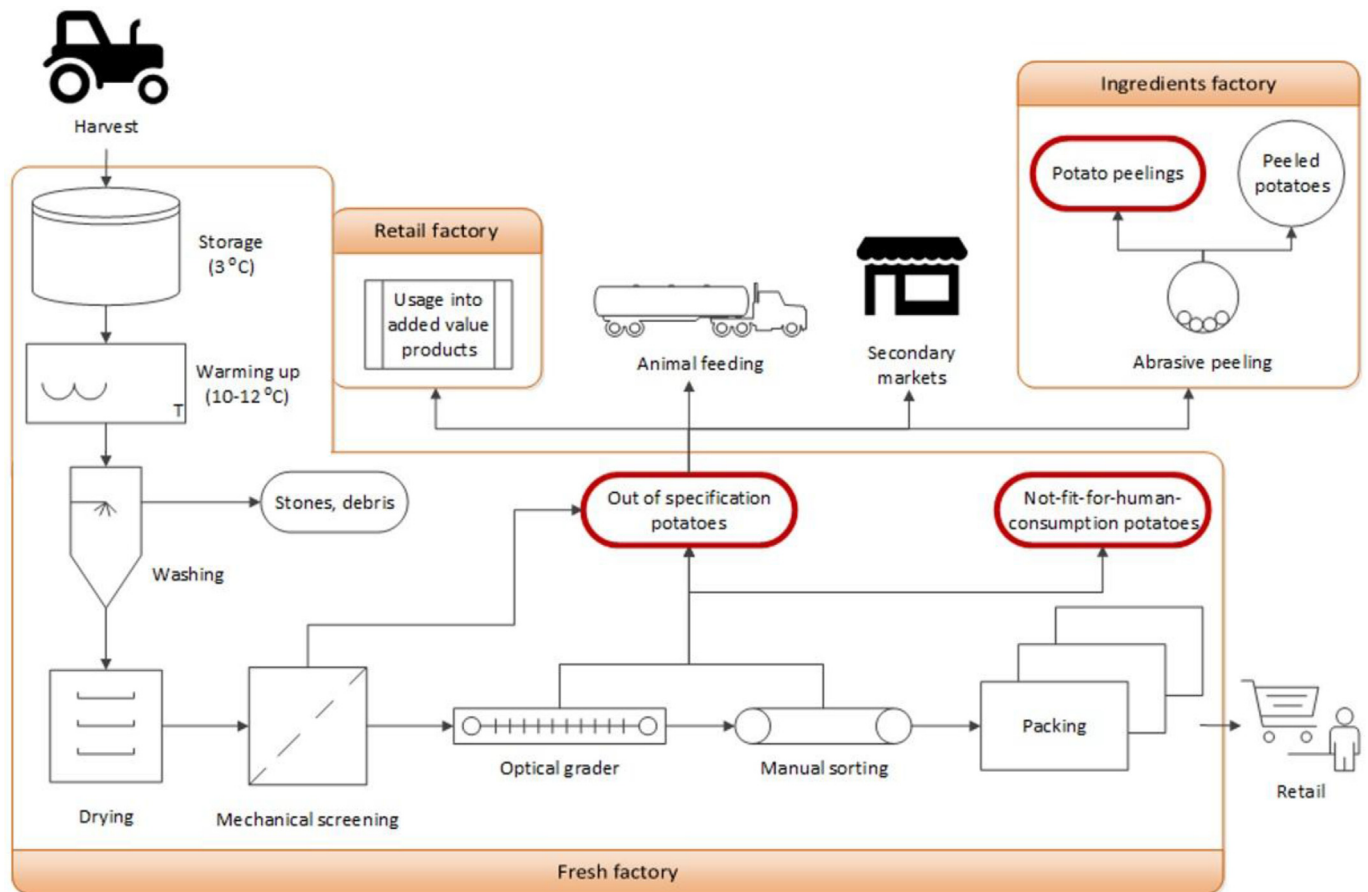 Harvest
Storage
(3 °C)
Warming up
(10-12 °C)
T
Washing
Stones, debris
Drying
Mechanical screening
Optical grader
Manual sorting
Packing
Retail
Out of specification
potatoes
Not-fit-for-human-
consumption potatoes
Retail factory
Usage into
added value
products
Animal feeding
Secondary
markets
Ingredients factory
Potato peelings
Peeled
potatoes
Abrasive peeling
Fresh factory